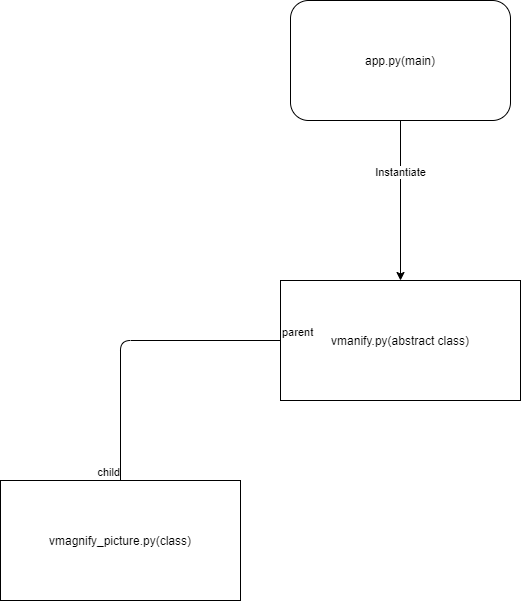 app.py(main)
Instantiate
parent
vmanify.py(abstract class)
child
vmagnify_picture.py(class)